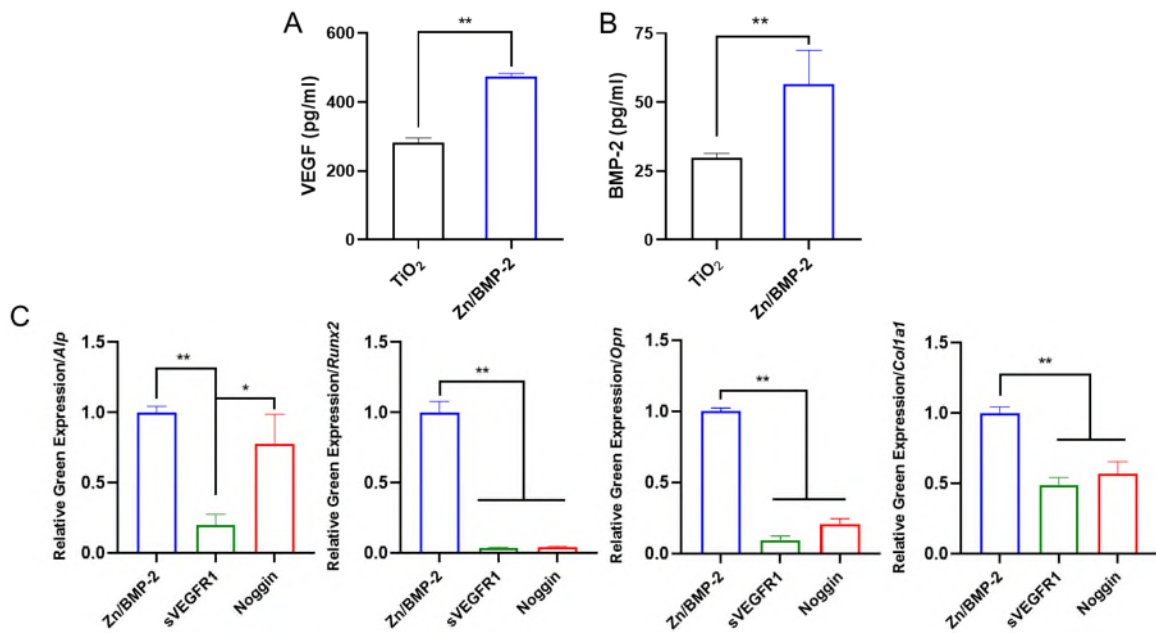 A
VEGF (pg/ml)
600
400
200
0
**
TiO₂
Zn/BMP-2
B
BMP-2 (pg/ml)
75
50
25
0
**
TiO₂
Zn/BMP-2
C
Relative Green Expression/Alp
1.5
1.0
0.5
0.0
**
*
Zn/BMP-2
sVEGFR1
Noggin
Relative Green Expression/Runx2
1.5
1.0
0.5
0.0
**
Zn/BMP-2
sVEGFR1
Noggin
Relative Green Expression/Opn
1.5
1.0
0.5
0.0
**
Zn/BMP-2
sVEGFR1
Noggin
Relative Green Expression/Col1a1
1.5
1.0
0.5
0.0
**
Zn/BMP-2
sVEGFR1
Noggin